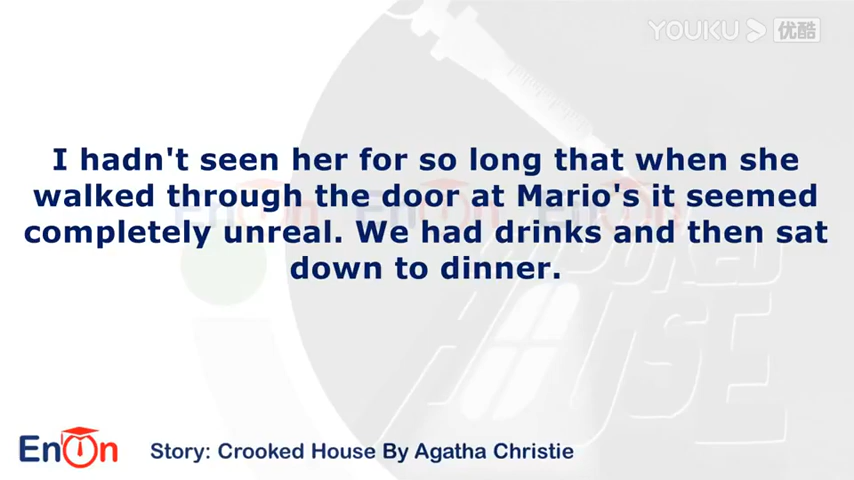 YOUKU 优酷
I hadn't seen her for so long that when she
walked through the door at Mario's it seemed
completely unreal. We had drinks and then sat
down to dinner.
EnOn
Story: Crooked House By Agatha Christie